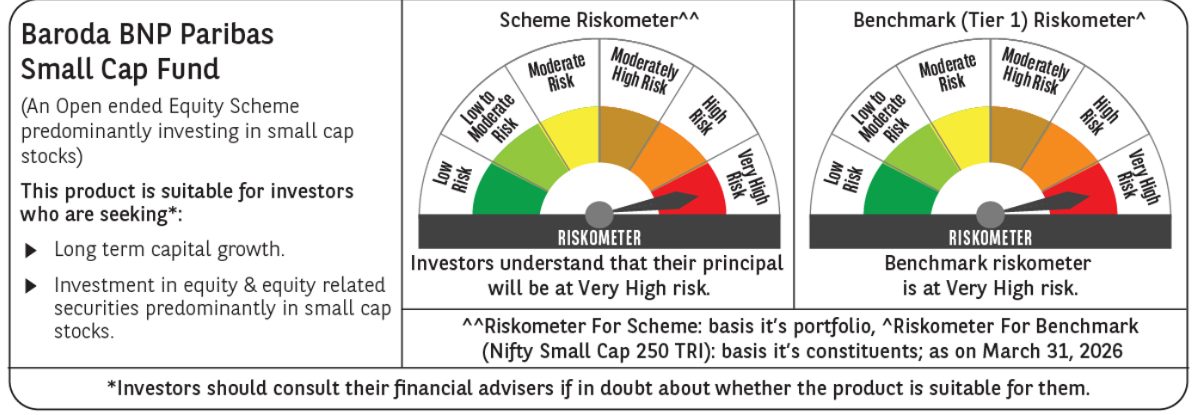 Baroda BNP Paribas
Small Cap Fund
(An Open ended Equity Scheme
predominantly investing in small cap
stocks)
This product is suitable for investors
who are seeking*:
▶ Long term capital growth.
▶ Investment in equity & equity related
securities predominantly in small cap
stocks.
Scheme Riskometer^^
Low
Risk
Low to
Moderate
Risk
Moderate
Risk
Moderately
High Risk
High
Risk
Very High
Risk
RISKOMETER
Investors understand that their principal
will be at Very High risk.
Benchmark (Tier 1) Riskometer^
Low
Risk
Low to
Moderate
Risk
Moderate
Risk
Moderately
High Risk
High
Risk
Very High
Risk
RISKOMETER
Benchmark riskometer
is at Very High risk.
^^Riskometer For Scheme: basis it's portfolio, ^Riskometer For Benchmark
(Nifty Small Cap 250 TRI): basis it's constituents; as on March 31, 2026
*Investors should consult their financial advisers if in doubt about whether the product is suitable for them.